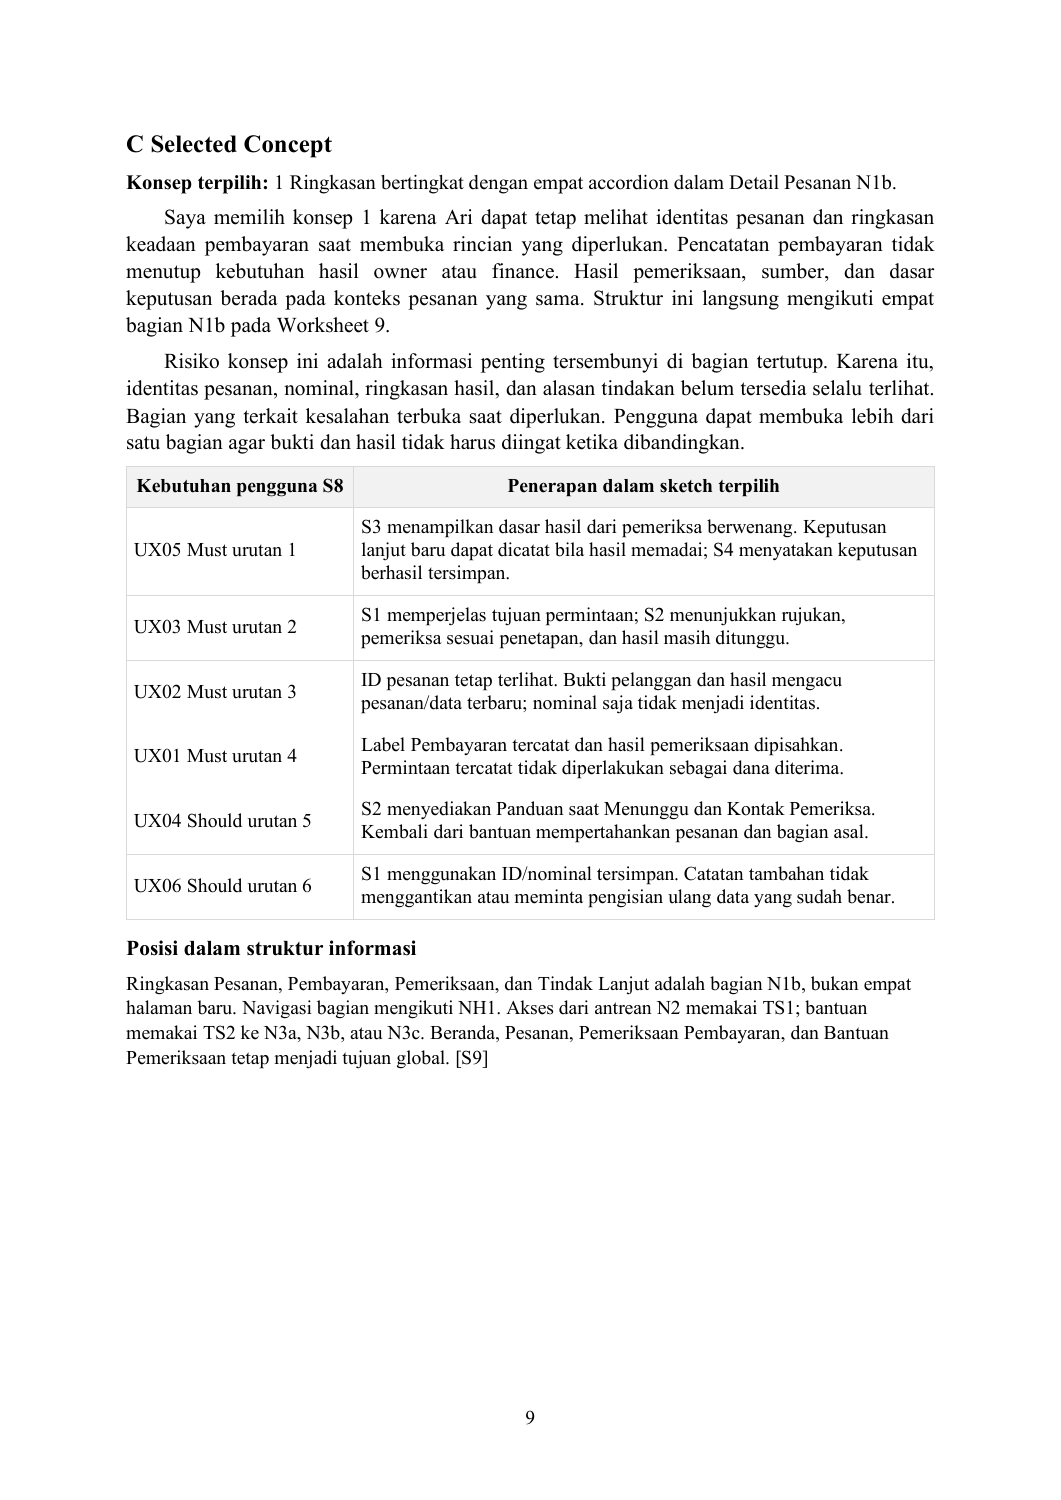 C Selected Concept
Konsep terpilih: 1 Ringkasan bertingkat dengan empat accordion dalam Detail Pesanan N1b.
Saya memilih konsep 1 karena Ari dapat tetap melihat identitas pesanan dan ringkasan
keadaan pembayaran saat membuka rincian yang diperlukan. Pencatatan pembayaran tidak
menutup kebutuhan hasil owner atau finance. Hasil pemeriksaan, sumber, dan dasar
keputusan berada pada konteks pesanan yang sama. Struktur ini langsung mengikuti empat
bagian N1b pada Worksheet 9.
Risiko konsep ini adalah informasi penting tersembunyi di bagian tertutup. Karena itu,
identitas pesanan, nominal, ringkasan hasil, dan alasan tindakan belum tersedia selalu terlihat.
Bagian yang terkait kesalahan terbuka saat diperlukan. Pengguna dapat membuka lebih dari
satu bagian agar bukti dan hasil tidak harus diingat ketika dibandingkan.
Kebutuhan pengguna S8
Penerapan dalam sketch terpilih
UX05 Must urutan 1
S3 menampilkan dasar hasil dari pemeriksa berwenang. Keputusan
lanjut baru dapat dicatat bila hasil memadai; S4 menyatakan keputusan
berhasil tersimpan.
UX03 Must urutan 2
S1 memperjelas tujuan permintaan; S2 menunjukkan rujukan,
pemeriksa sesuai penetapan, dan hasil masih ditunggu.
UX02 Must urutan 3
ID pesanan tetap terlihat. Bukti pelanggan dan hasil mengacu
pesanan/data terbaru; nominal saja tidak menjadi identitas.
UX01 Must urutan 4
Label Pembayaran tercatat dan hasil pemeriksaan dipisahkan.
Permintaan tercatat tidak diperlakukan sebagai dana diterima.
UX04 Should urutan 5
S2 menyediakan Panduan saat Menunggu dan Kontak Pemeriksa.
Kembali dari bantuan mempertahankan pesanan dan bagian asal.
UX06 Should urutan 6
S1 menggunakan ID/nominal tersimpan. Catatan tambahan tidak
menggantikan atau meminta pengisian ulang data yang sudah benar.
Posisi dalam struktur informasi
Ringkasan Pesanan, Pembayaran, Pemeriksaan, dan Tindak Lanjut adalah bagian N1b, bukan empat
halaman baru. Navigasi bagian mengikuti NH1. Akses dari antrean N2 memakai TS1; bantuan
memakai TS2 ke N3a, N3b, atau N3c. Beranda, Pesanan, Pemeriksaan Pembayaran, dan Bantuan
Pemeriksaan tetap menjadi tujuan global. [S9]
9